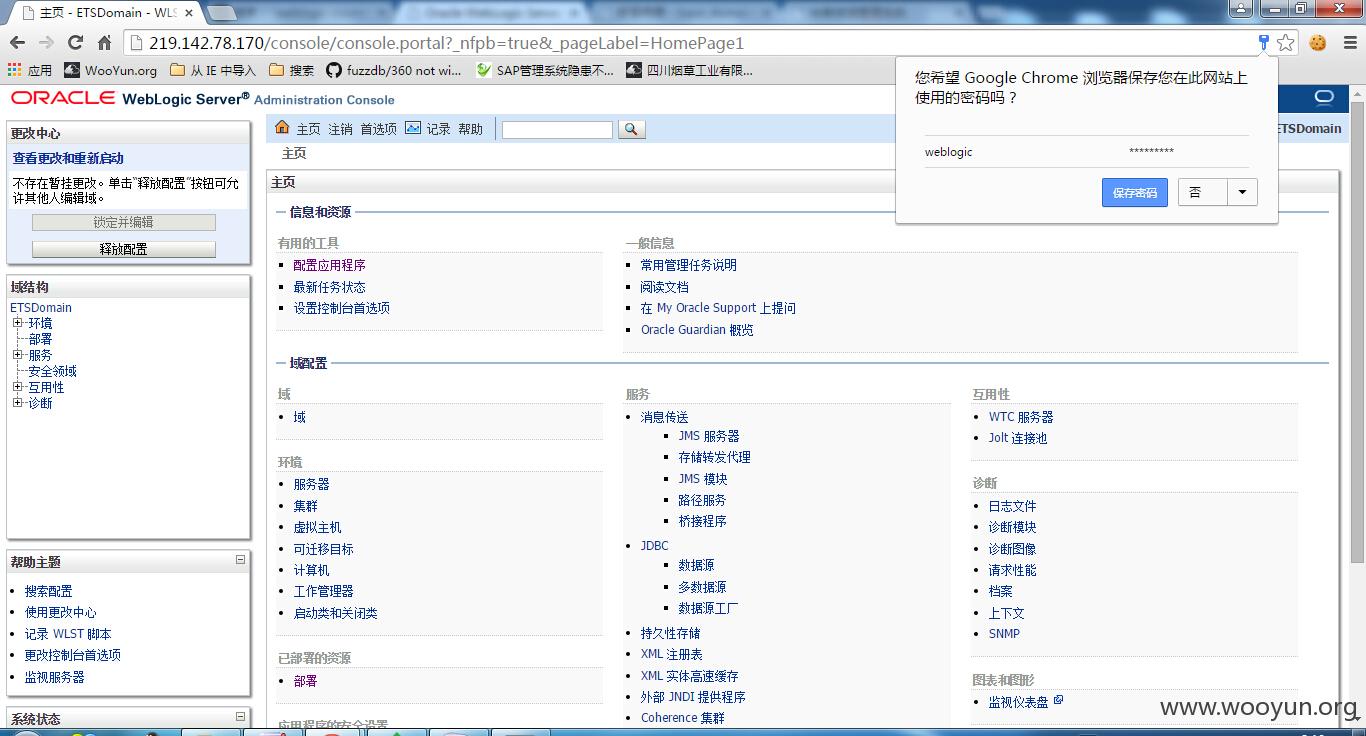 主页 - ETSDomain - WLS
219.142.78.170/console/console.portal?_nfpb=true&_pageLabel=HomePage1
应用 WooYun.org 从 IE 中导入 搜索 fuzzdb/360 not wi... SAP管理系统隐患不... 四川烟草工业有限...
您希望 Google Chrome 浏览器保存您在此网站上
使用的密码吗？
weblogic *********
保存密码 否
ORACLE WebLogic Server® Administration Console
更改中心
查看更改和重新启动
不存在暂挂更改。单击“释放配置”按钮可允
许其他人编辑域。
锁定并编辑
释放配置
域结构
ETSDomain
环境
部署
服务
安全领域
互用性
诊断
帮助主题
搜索配置
使用更改中心
记录 WLST 脚本
更改控制台首选项
监视服务器
系统状态
主页 注销 首选项 记录 帮助
ETSDomain
主页
主页
信息和资源
有用的工具
配置应用程序
最新任务状态
设置控制台首选项
一般信息
常用管理任务说明
阅读文档
在 My Oracle Support 上提问
Oracle Guardian 概览
域配置
域
域
环境
服务器
集群
虚拟主机
可迁移目标
计算机
工作管理器
启动类和关闭类
已部署的资源
部署
应用程序的安全设置
服务
消息传送
JMS 服务器
存储转发代理
JMS 模块
路径服务
桥接程序
JDBC
数据源
多数据源
数据源工厂
持久性存储
XML 注册表
XML 实体高速缓存
外部 JNDI 提供程序
Coherence 集群
互用性
WTC 服务器
Jolt 连接池
诊断
日志文件
诊断模块
诊断图像
请求性能
档案
上下文
SNMP
图表和图形
监视仪表盘
www.wooyun.org